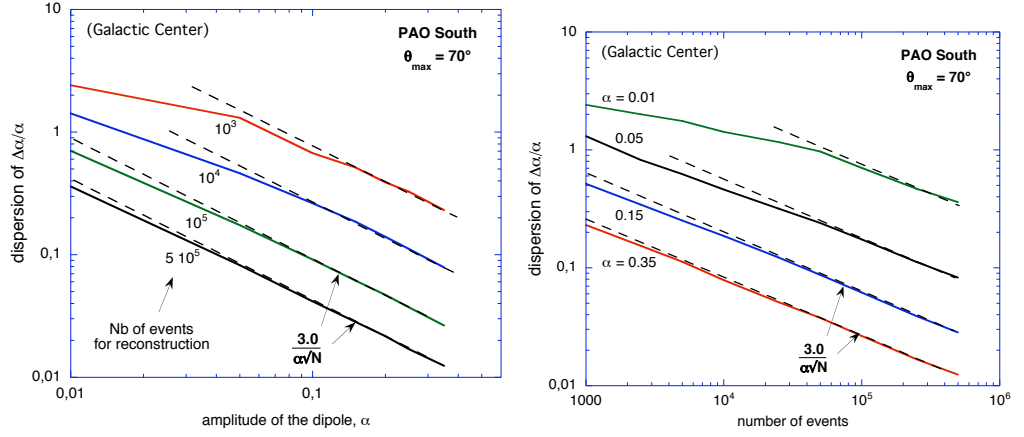 (Galactic Center)
PAO South
θmax = 70°
dispersion of Δα/α
10
1
0,1
0,01
10³
10⁴
10⁵
5 10⁵
Nb of events
for reconstruction
3.0
α√N
0,01
0,1
amplitude of the dipole, α
(Galactic Center)
PAO South
θmax = 70°
dispersion of Δα/α
10
1
0,1
0,01
α = 0.01
0.05
0.15
α = 0.35
3.0
α√N
1000
10⁴
10⁵
10⁶
number of events